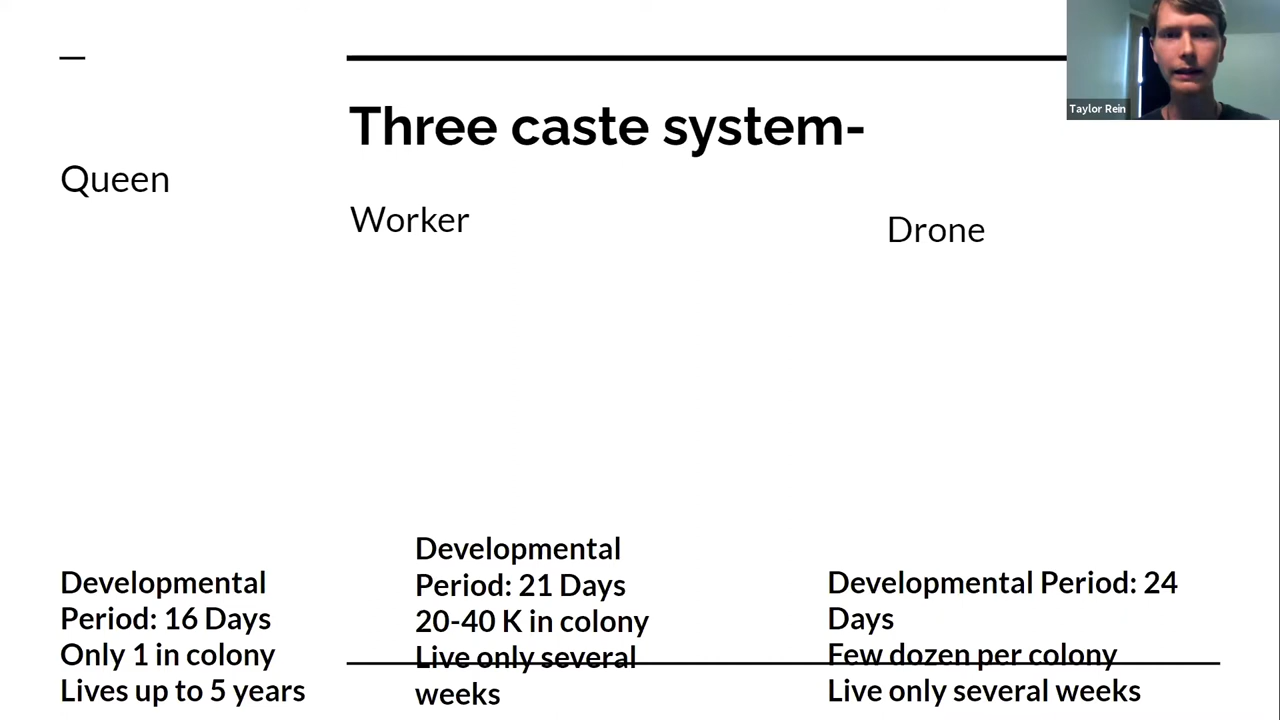 Three caste system-
Queen
Worker
Drone
Developmental
Period: 16 Days
Only 1 in colony
Lives up to 5 years
Developmental
Period: 21 Days
20-40 K in colony
Live only several
weeks
Developmental Period: 24
Days
Few dozen per colony
Live only several weeks
Taylor Rein